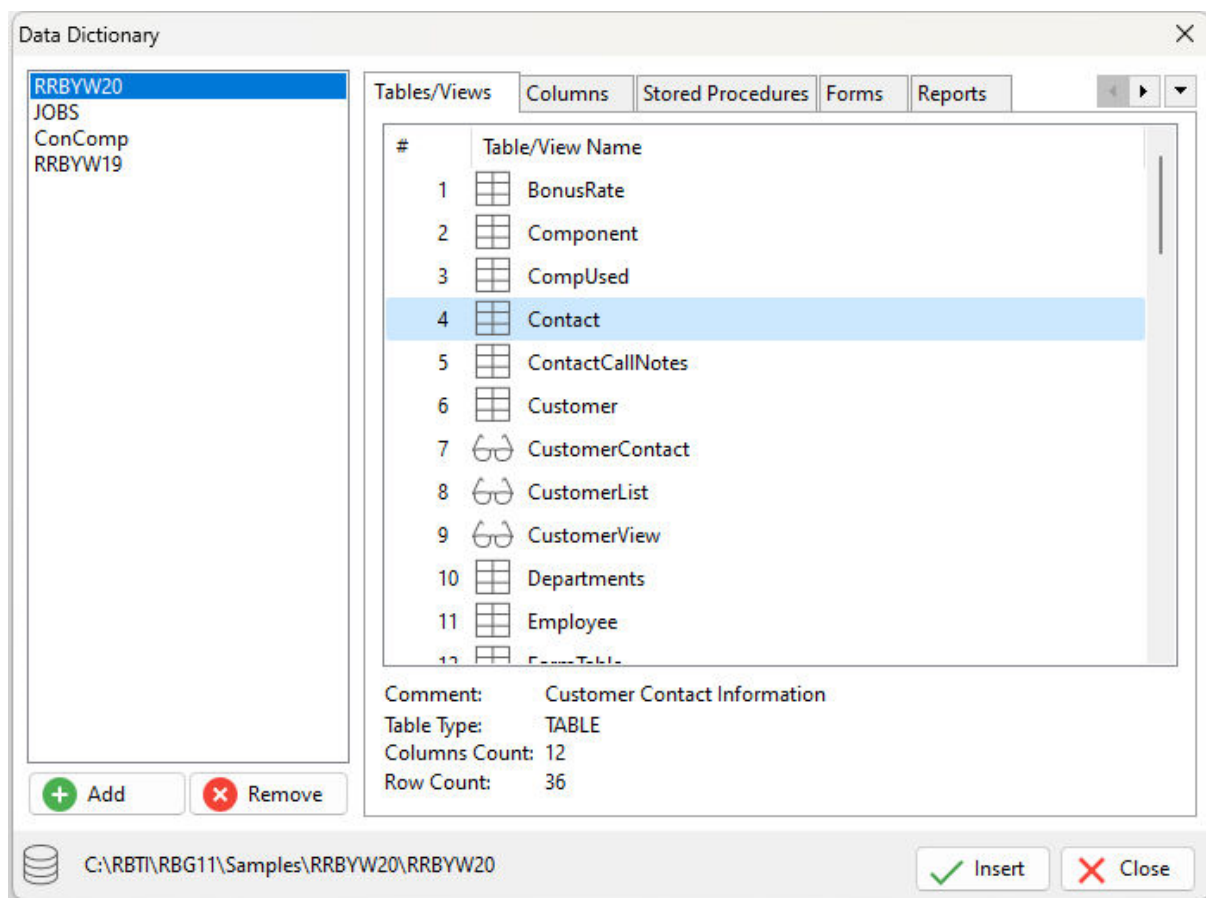 Data Dictionary
RRBYW20
JOBS
ConComp
RRBYW19
Tables/Views Columns Stored Procedures Forms Reports
# Table/View Name
1 BonusRate
2 Component
3 CompUsed
4 Contact
5 ContactCallNotes
6 Customer
7 CustomerContact
8 CustomerList
9 CustomerView
10 Departments
11 Employee
12 FormTable
Comment: Customer Contact Information
Table Type: TABLE
Columns Count: 12
Row Count: 36
Add Remove
C:\RBTI\RBG11\Samples\RRBYW20\RRBYW20
Insert Close